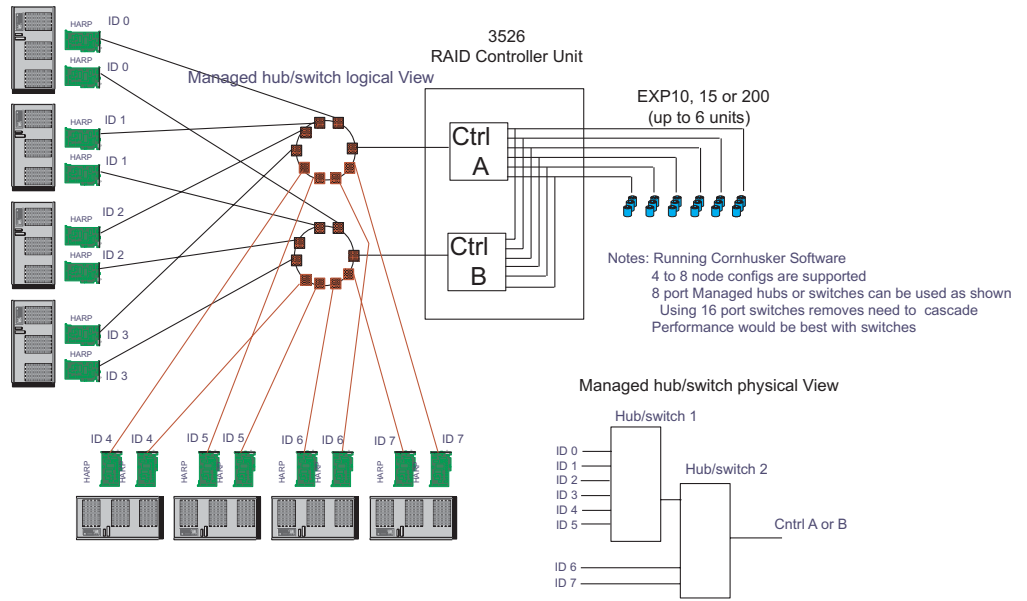 HARP
ID 0
HARP
ID 0
HARP
ID 1
HARP
ID 1
HARP
ID 2
HARP
ID 2
HARP
ID 3
HARP
ID 3
Managed hub/switch logical View
3526
RAID Controller Unit
Ctrl
A
Ctrl
B
EXP10, 15 or 200
(up to 6 units)
Notes: Running Cornhusker Software
4 to 8 node configs are supported
8 port Managed hubs or switches can be used as shown
Using 16 port switches removes need to cascade
Performance would be best with switches
ID 4
ID 4
ID 5
ID 5
ID 6
ID 6
ID 7
ID 7
HARP
HARP
HARP
HARP
HARP
HARP
HARP
Managed hub/switch physical View
Hub/switch 1
ID 0
ID 1
ID 2
ID 3
ID 4
ID 5
Hub/switch 2
Cntrl A or B
ID 6
ID 7